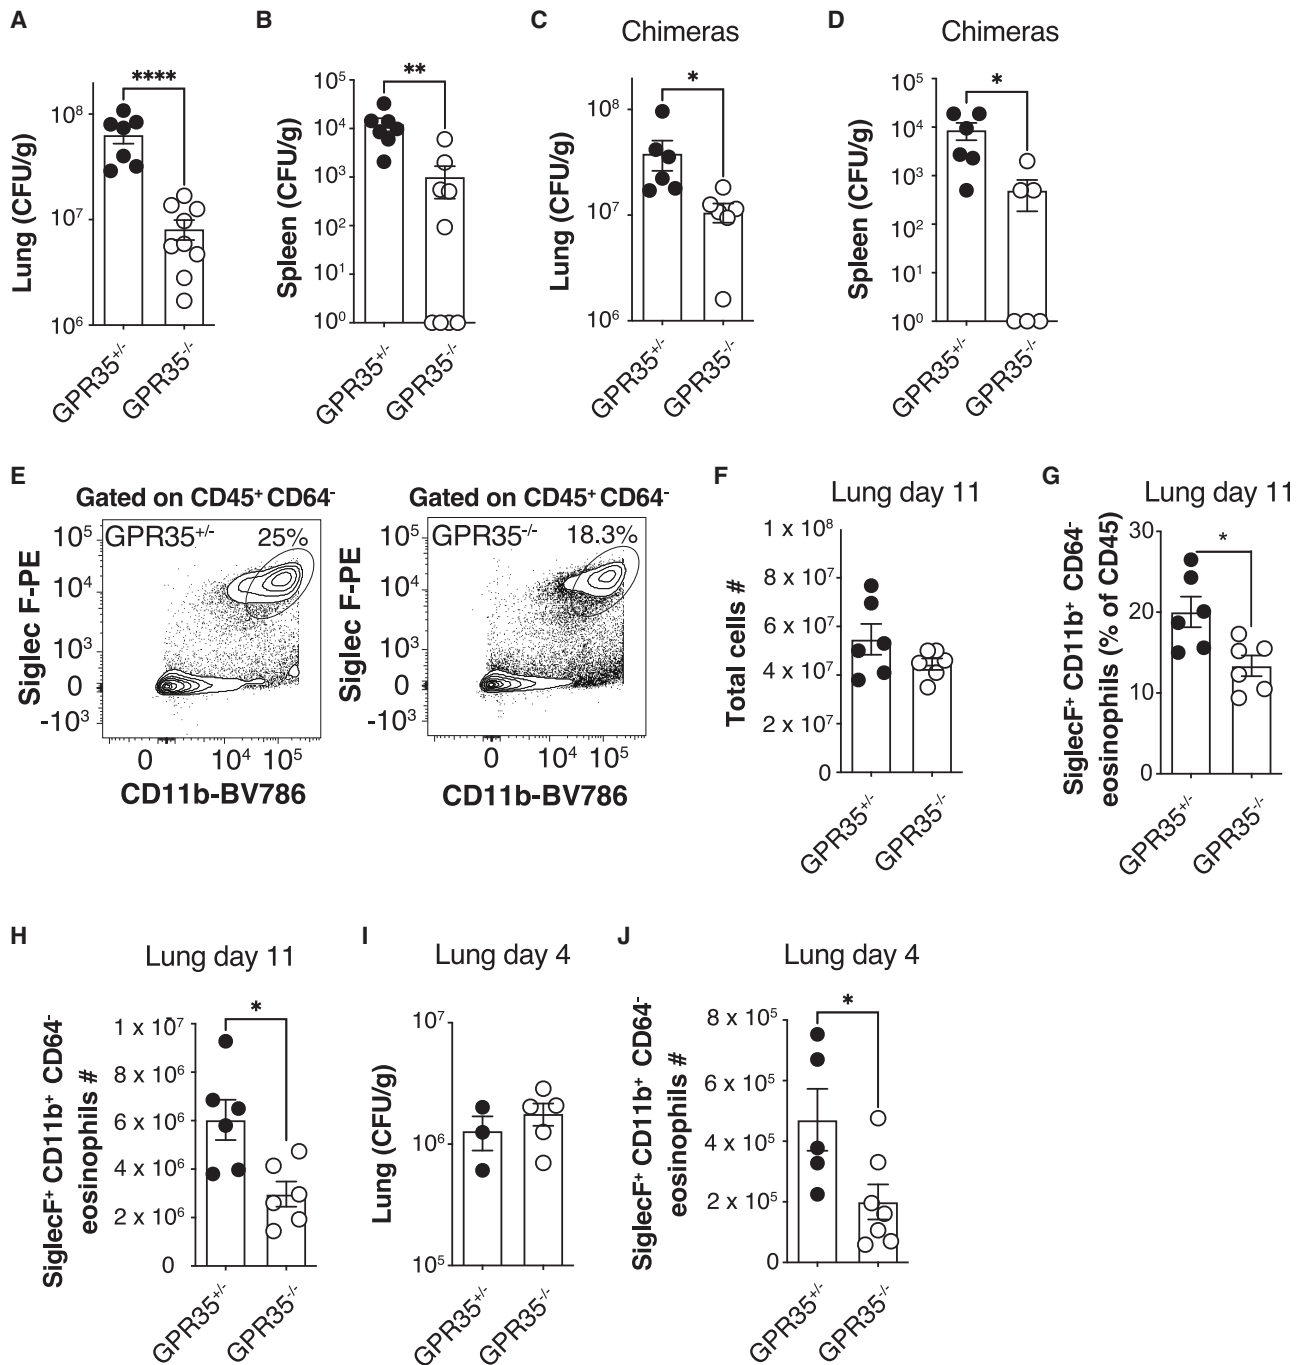 A
****
10⁸
10⁷
10⁶
Lung (CFU/g)
GPR35⁺/⁻
GPR35⁻/⁻
B
**
10⁵
10⁴
10³
10²
10¹
10⁰
Spleen (CFU/g)
GPR35⁺/⁻
GPR35⁻/⁻
C
Chimeras
*
10⁸
10⁷
10⁶
Lung (CFU/g)
GPR35⁺/⁻
GPR35⁻/⁻
D
Chimeras
*
10⁵
10⁴
10³
10²
10¹
10⁰
Spleen (CFU/g)
GPR35⁺/⁻
GPR35⁻/⁻
E
Gated on CD45⁺ CD64⁻
GPR35⁺/⁻ 25%
10⁵
10⁴
10³
0
-10³
Siglec F-PE
0 10⁴ 10⁵
CD11b-BV786
Gated on CD45⁺ CD64⁻
GPR35⁻/⁻ 18.3%
10⁵
10⁴
10³
0
-10³
Siglec F-PE
0 10⁴ 10⁵
CD11b-BV786
F
Lung day 11
1 x 10⁸
8 x 10⁷
6 x 10⁷
4 x 10⁷
2 x 10⁷
0
Total cells #
GPR35⁺/⁻
GPR35⁻/⁻
G
Lung day 11
*
30
20
10
0
SiglecF⁺ CD11b⁺ CD64⁻
eosinophils (% of CD45)
GPR35⁺/⁻
GPR35⁻/⁻
H
Lung day 11
*
1 x 10⁷
8 x 10⁶
6 x 10⁶
4 x 10⁶
2 x 10⁶
0
SiglecF⁺ CD11b⁺ CD64⁻
eosinophils #
GPR35⁺/⁻
GPR35⁻/⁻
I
Lung day 4
10⁷
10⁶
10⁵
Lung (CFU/g)
GPR35⁺/⁻
GPR35⁻/⁻
J
Lung day 4
*
8 x 10⁵
6 x 10⁵
4 x 10⁵
2 x 10⁵
0
SiglecF⁺ CD11b⁺ CD64⁻
eosinophils #
GPR35⁺/⁻
GPR35⁻/⁻